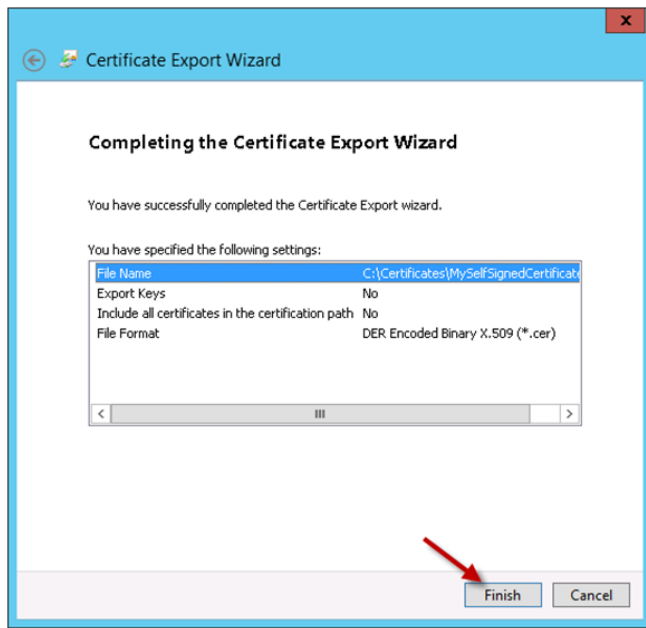 x
Certificate Export Wizard
Completing the Certificate Export Wizard
You have successfully completed the Certificate Export wizard.
You have specified the following settings:
File Name C:\Certificates\MySelfSignedCertificate
Export Keys No
Include all certificates in the certification path No
File Format DER Encoded Binary X.509 (*.cer)
Finish Cancel